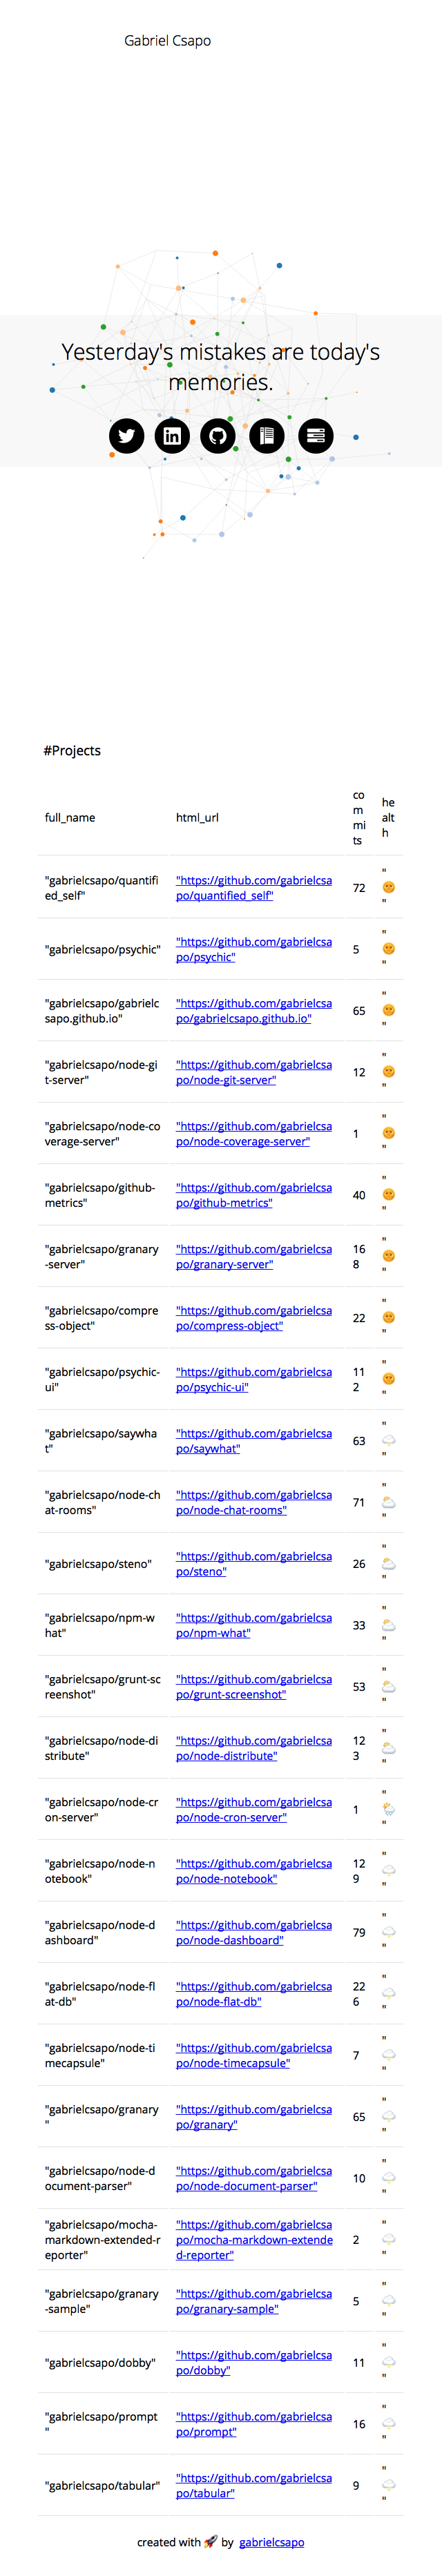 Gabriel Csapo
Yesterday's mistakes are today's
memories.
#Projects
full_name html_url commits health
"gabrielcsapo/quantified_self" "https://github.com/gabrielcsapo/quantified_self" 72 "🌞"
"gabrielcsapo/psychic" "https://github.com/gabrielcsapo/psychic" 5 "🌞"
"gabrielcsapo/gabrielcsapo.github.io" "https://github.com/gabrielcsapo/gabrielcsapo.github.io" 65 "🌞"
"gabrielcsapo/node-git-server" "https://github.com/gabrielcsapo/node-git-server" 12 "🌞"
"gabrielcsapo/node-coverage-server" "https://github.com/gabrielcsapo/node-coverage-server" 1 "🌞"
"gabrielcsapo/github-metrics" "https://github.com/gabrielcsapo/github-metrics" 40 "🌞"
"gabrielcsapo/granary-server" "https://github.com/gabrielcsapo/granary-server" 168 "🌞"
"gabrielcsapo/compress-object" "https://github.com/gabrielcsapo/compress-object" 22 "🌞"
"gabrielcsapo/psychic-ui" "https://github.com/gabrielcsapo/psychic-ui" 112 "🌞"
"gabrielcsapo/saywhat" "https://github.com/gabrielcsapo/saywhat" 63 "🌩"
"gabrielcsapo/node-chat-rooms" "https://github.com/gabrielcsapo/node-chat-rooms" 71 "🌥"
"gabrielcsapo/steno" "https://github.com/gabrielcsapo/steno" 26 "🌥"
"gabrielcsapo/npm-what" "https://github.com/gabrielcsapo/npm-what" 33 "🌥"
"gabrielcsapo/grunt-screenshot" "https://github.com/gabrielcsapo/grunt-screenshot" 53 "🌥"
"gabrielcsapo/node-distribute" "https://github.com/gabrielcsapo/node-distribute" 123 "🌥"
"gabrielcsapo/node-cron-server" "https://github.com/gabrielcsapo/node-cron-server" 1 "🌦"
"gabrielcsapo/node-notebook" "https://github.com/gabrielcsapo/node-notebook" 129 "🌩"
"gabrielcsapo/node-dashboard" "https://github.com/gabrielcsapo/node-dashboard" 79 "🌩"
"gabrielcsapo/node-flat-db" "https://github.com/gabrielcsapo/node-flat-db" 226 "🌩"
"gabrielcsapo/node-timecapsule" "https://github.com/gabrielcsapo/node-timecapsule" 7 "🌩"
"gabrielcsapo/granary" "https://github.com/gabrielcsapo/granary" 65 "🌩"
"gabrielcsapo/node-document-parser" "https://github.com/gabrielcsapo/node-document-parser" 10 "🌩"
"gabrielcsapo/mocha-markdown-extended-reporter" "https://github.com/gabrielcsapo/mocha-markdown-extended-reporter" 2 "🌩"
"gabrielcsapo/granary-sample" "https://github.com/gabrielcsapo/granary-sample" 5 "🌩"
"gabrielcsapo/dobby" "https://github.com/gabrielcsapo/dobby" 11 "🌩"
"gabrielcsapo/prompt" "https://github.com/gabrielcsapo/prompt" 16 "🌩"
"gabrielcsapo/tabular" "https://github.com/gabrielcsapo/tabular" 9 "🌩"
created with 🚀 by gabrielcsapo